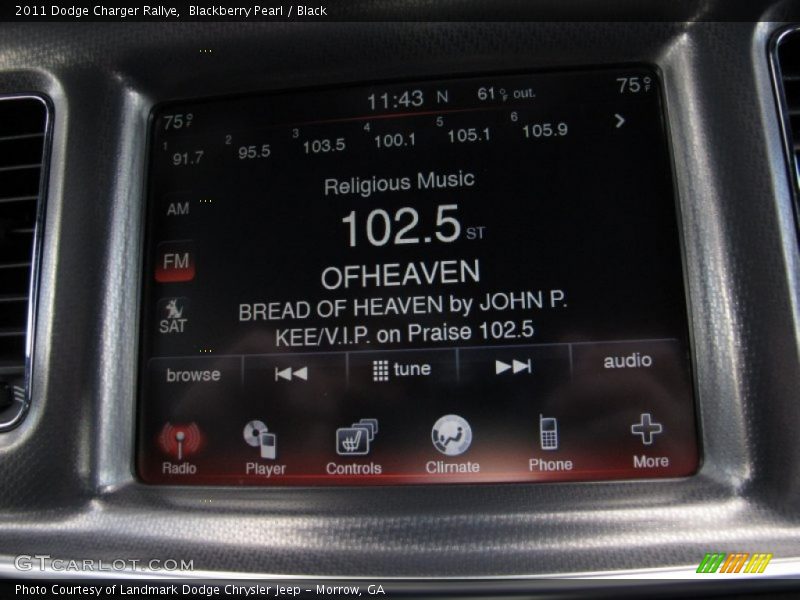 2011 Dodge Charger Rallye,  Blackberry Pearl / Black
11:43 N 61°F out.
75°F 75°F
1 91.7 2 95.5 3 103.5 4 100.1 5 105.1 6 105.9 >
Religious Music
AM
102.5 ST
FM
OFHEAVEN
BREAD OF HEAVEN by JOHN P.
SAT
KEE/V.I.P. on Praise 102.5
browse tune audio
Radio Player Controls Climate Phone More
GTCARLOT.COM
Photo Courtesy of Landmark Dodge Chrysler Jeep - Morrow, GA